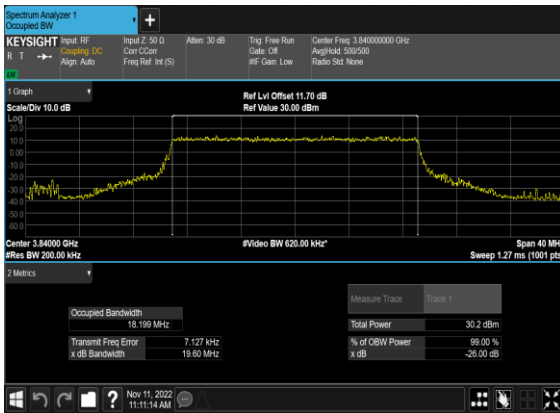 Spectrum Analyzer 1
Occupied BW
+
KEYSIGHT
R T
Input: RF
Coupling: DC
Align: Auto
Input Z: 50 Ω
Corr CCorr
Freq Ref: Int (S)
Atten: 30 dB
Trig: Free Run
Gate: Off
#IF Gain: Low
Center Freq: 3.840000000 GHz
Avg|Hold: 500/500
Radio Std: None
1 Graph
Scale/Div 10.0 dB
Ref Lvl Offset 11.70 dB
Ref Value 30.00 dBm
Log
20.0
10.0
0.00
-10.0
-20.0
-30.0
-40.0
-50.0
-60.0
Center 3.84000 GHz
#Res BW 200.00 kHz
#Video BW 620.00 kHz*
Span 40 MH
Sweep 1.27 ms (1001 pts
2 Metrics
Measure Trace Trace 1
Occupied Bandwidth
18.199 MHz
Total Power 30.2 dBm
Transmit Freq Error 7.127 kHz
% of OBW Power 99.00 %
x dB Bandwidth 19.60 MHz
x dB -26.00 dB
?
Nov 11, 2022
11:11:14 AM